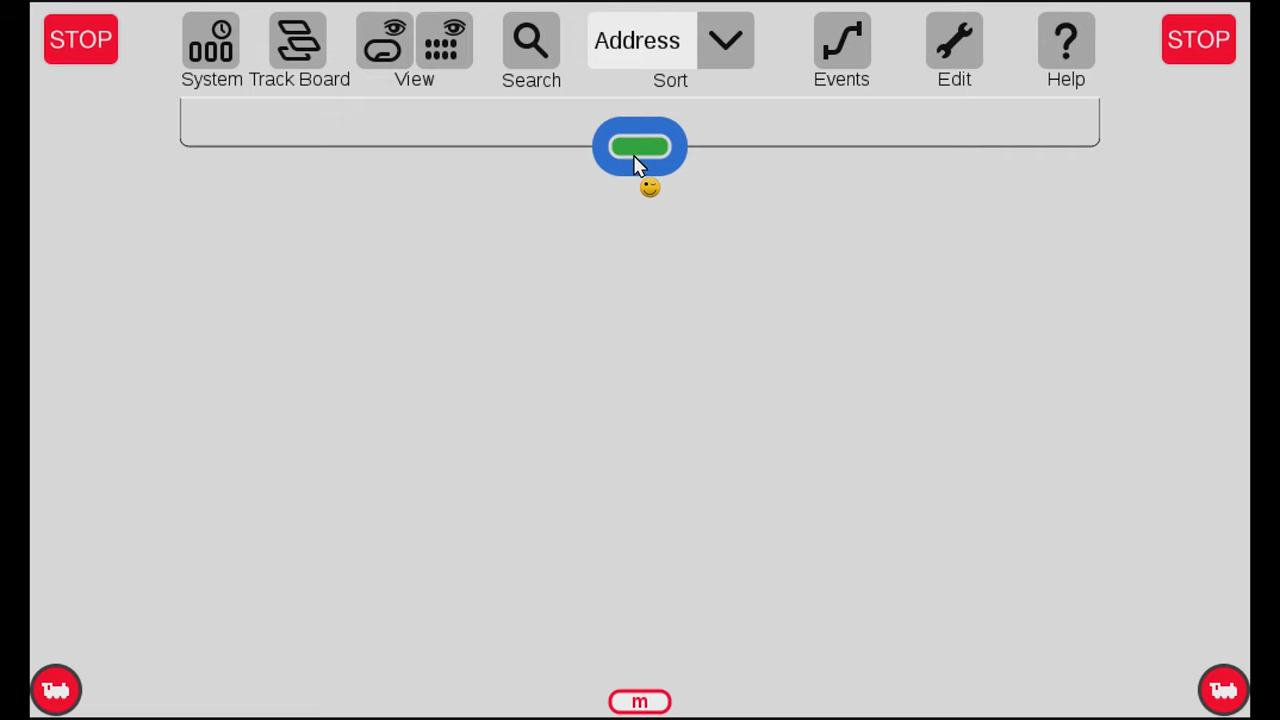 STOP
Address
STOP
System
Track Board
View
Search
Sort
Events
Edit
Help
m